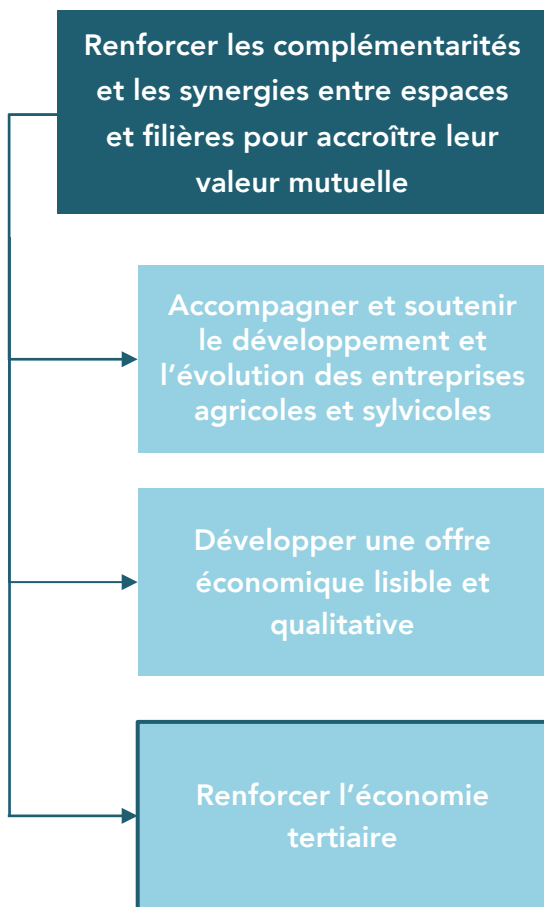 Renforcer les complémentarités
et les synergies entre espaces
et filières pour accroître leur
valeur mutuelle
Accompagner et soutenir
le développement et
l’évolution des entreprises
agricoles et sylvicoles
Développer une offre
économique lisible et
qualitative
Renforcer l’économie
tertiaire